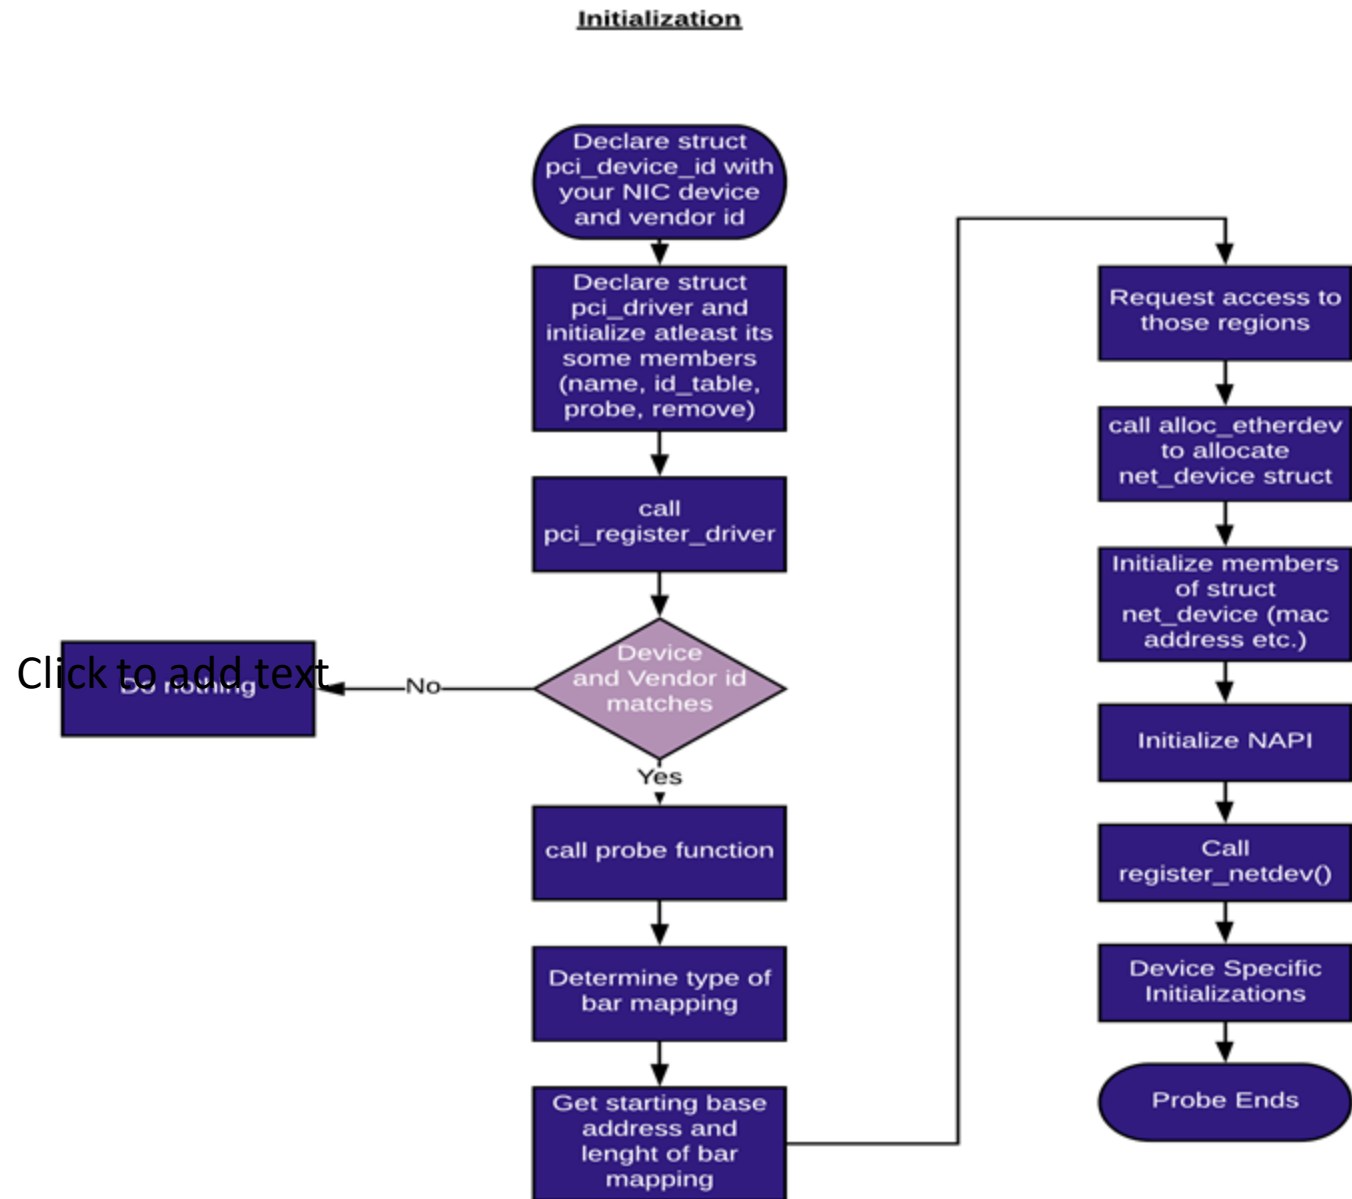 Initialization
Declare struct
pci_device_id with
your NIC device
and vendor id
Declare struct
pci_driver and
initialize atleast its
some members
(name, id_table,
probe, remove)
call
pci_register_driver
Device
and Vendor id
matches
No
Click to add text
Do nothing
Yes
call probe function
Determine type of
bar mapping
Get starting base
address and
lenght of bar
mapping
Request access to
those regions
call alloc_etherdev
to allocate
net_device struct
Initialize members
of struct
net_device (mac
address etc.)
Initialize NAPI
Call
register_netdev()
Device Specific
Initializations
Probe Ends